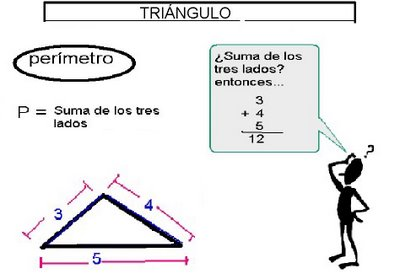 TRIÁNGULO
perímetro
P = Suma de los tres
lados
¿Suma de los
tres lados?
entonces...
3
+ 4
5
12
?
3
4
5